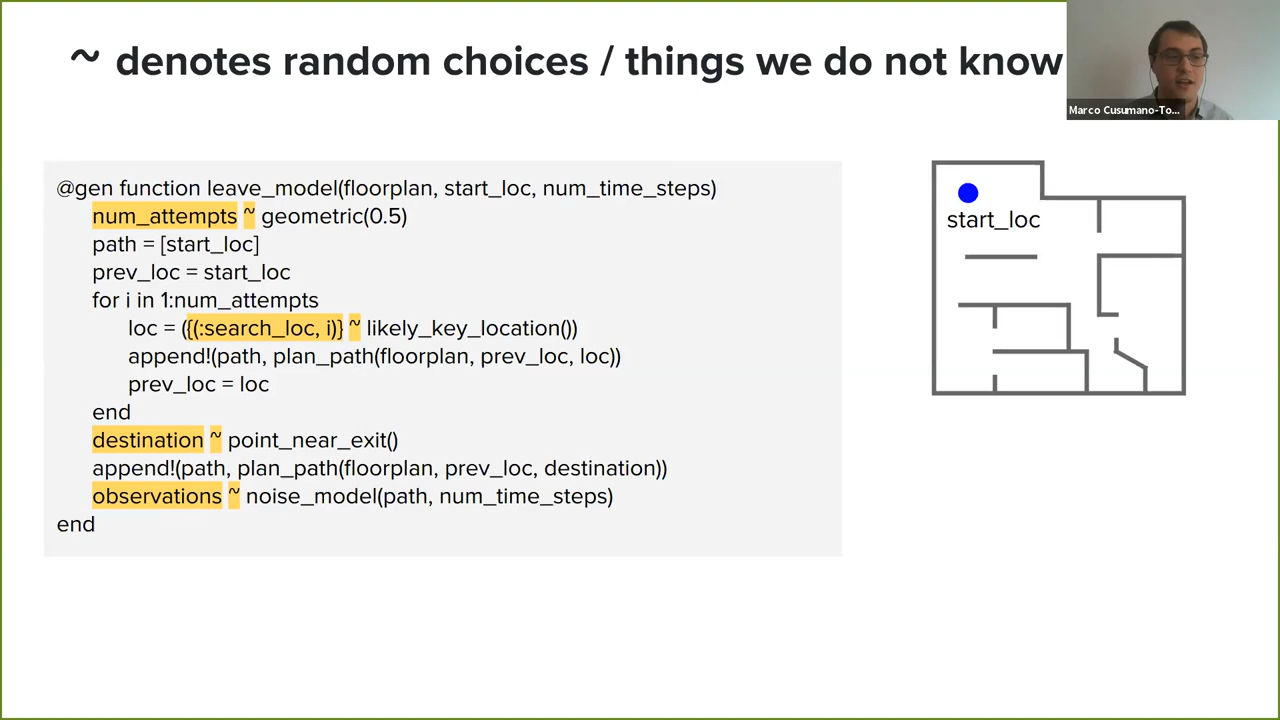 ~ denotes random choices / things we do not know
Marco Cusumano-To...
@gen function leave_model(floorplan, start_loc, num_time_steps)
num_attempts ~ geometric(0.5)
path = [start_loc]
prev_loc = start_loc
for i in 1:num_attempts
loc = ({(:search_loc, i)} ~ likely_key_location())
append!(path, plan_path(floorplan, prev_loc, loc))
prev_loc = loc
end
destination ~ point_near_exit()
append!(path, plan_path(floorplan, prev_loc, destination))
observations ~ noise_model(path, num_time_steps)
end
start_loc